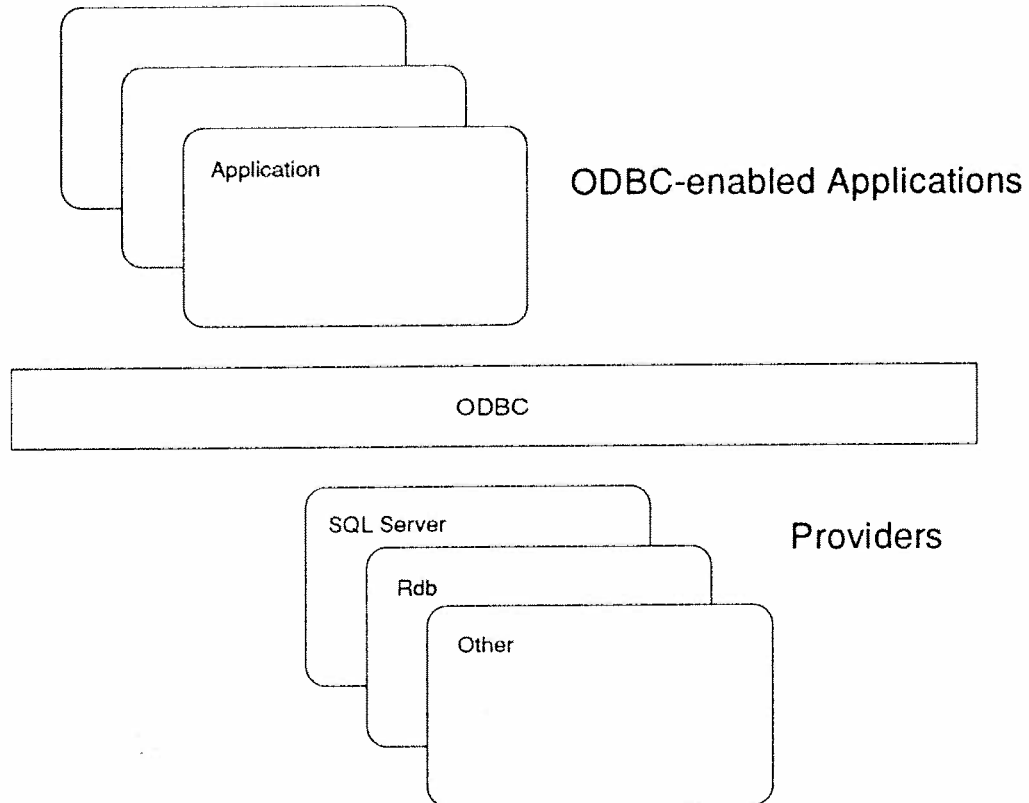 Application
ODBC-enabled Applications
ODBC
SQL Server
Providers
Rdb
Other